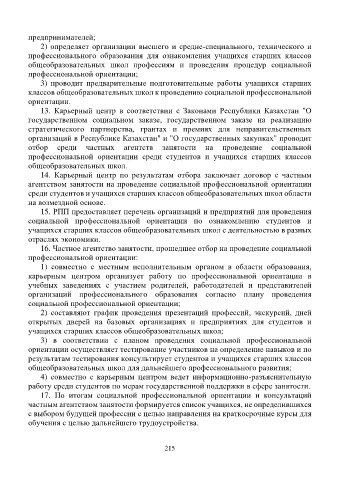 предпринимателей;
2) определяет организации высшего и средне-специального, технического и
профессионального образования для ознакомления учащихся старших классов
общеобразовательных школ профессиям и проведения процедур социальной
профессиональной ориентации;
3) проводит предварительные подготовительные работы учащихся старших
классов общеобразовательных школ к проведению социальной профессиональной
ориентации.
13. Карьерный центр в соответствии с Законами Республики Казахстан "О
государственном социальном заказе, государственном заказе на реализацию
стратегического партнерства, грантах и премиях для неправительственных
организаций в Республике Казахстан" и "О государственных закупках" проводит
отбор среди частных агентств занятости на проведение социальной
профессиональной ориентации среди студентов и учащихся старших классов
общеобразовательных школ.
14. Карьерный центр по результатам отбора заключает договор с частным
агентством занятости на проведение социальной профессиональной ориентации
среди студентов и учащихся старших классов общеобразовательных школ области
на возмездной основе.
15. РПП предоставляет перечень организаций и предприятий для проведения
социальной профессиональной ориентации по ознакомлению студентов и
учащихся старших классов общеобразовательных школ с деятельностью в разных
отраслях экономики.
16. Частное агентство занятости, прошедшее отбор на проведение социальной
профессиональной ориентации:
1) совместно с местным исполнительным органом в области образования,
карьерным центром организует работу по профессиональной ориентации в
учебных заведениях с участием родителей, работодателей и представителей
организаций профессионального образования согласно плану проведения
социальной профессиональной ориентации;
2) составляют график проведения презентаций профессий, экскурсий, дней
открытых дверей на базовых организациях и предприятиях для студентов и
учащихся старших классов общеобразовательных школ;
3) в соответствии с планом проведения социальной профессиональной
ориентации осуществляет тестирование участников на определение навыков и по
результатам тестирования консультирует студентов и учащихся старших классов
общеобразовательных школ для дальнейшего профессионального развития;
4) совместно с карьерным центром ведет информационно-разъяснительную
работу среди студентов по мерам государственной поддержки в сфере занятости.
17. По итогам социальной профессиональной ориентации и консультаций
частным агентством занятости формируется список учащихся, не определившихся
с выбором будущей профессии с целью направления на краткосрочные курсы для
обучения с целью дальнейшего трудоустройства.
215